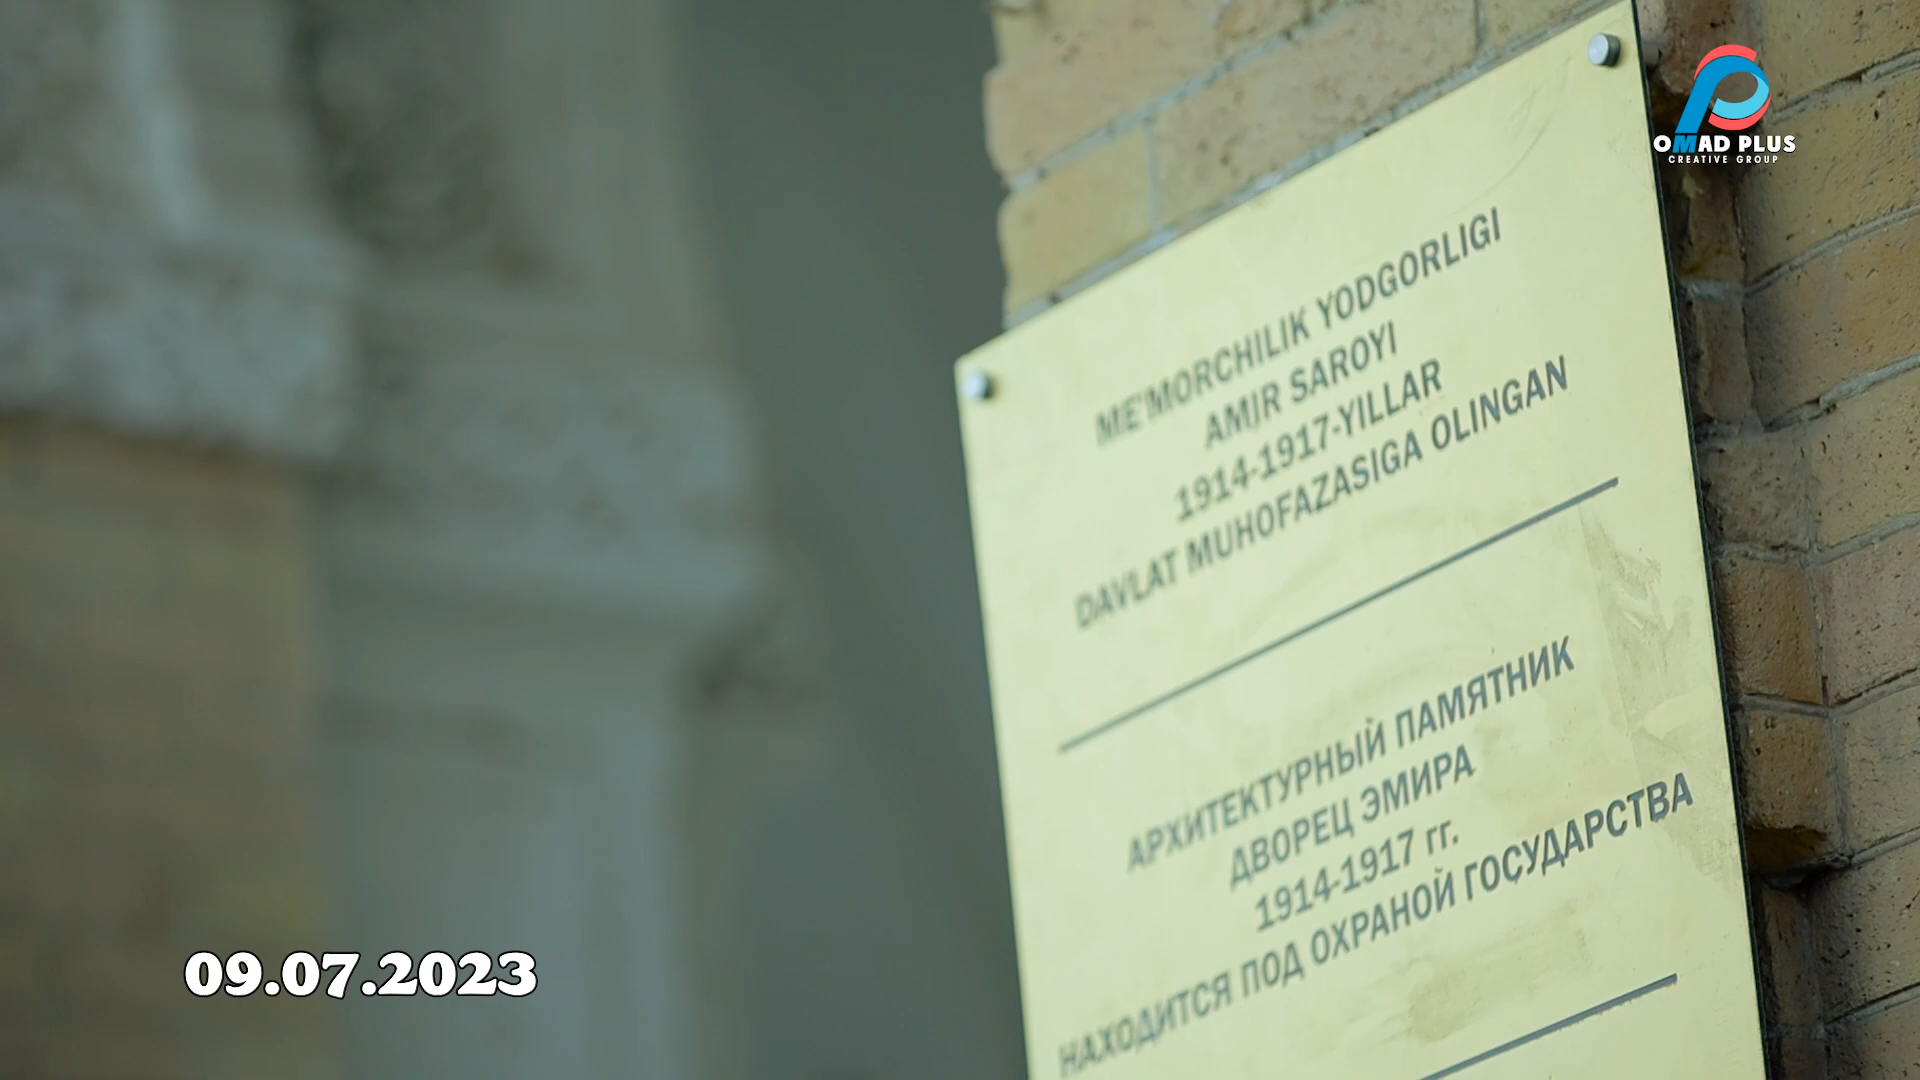 OMAD PLUS
CREATIVE GROUP
ME'MORCHILIK YODGORLIGI
AMIR SAROYI
1914-1917-YILLAR
DAVLAT MUHOFAZASIGA OLINGAN
АРХИТЕКТУРНЫЙ ПАМЯТНИК
ДВОРЕЦ ЭМИРА
1914-1917 гг.
НАХОДИТСЯ ПОД ОХРАНОЙ ГОСУДАРСТВА
09.07.2023